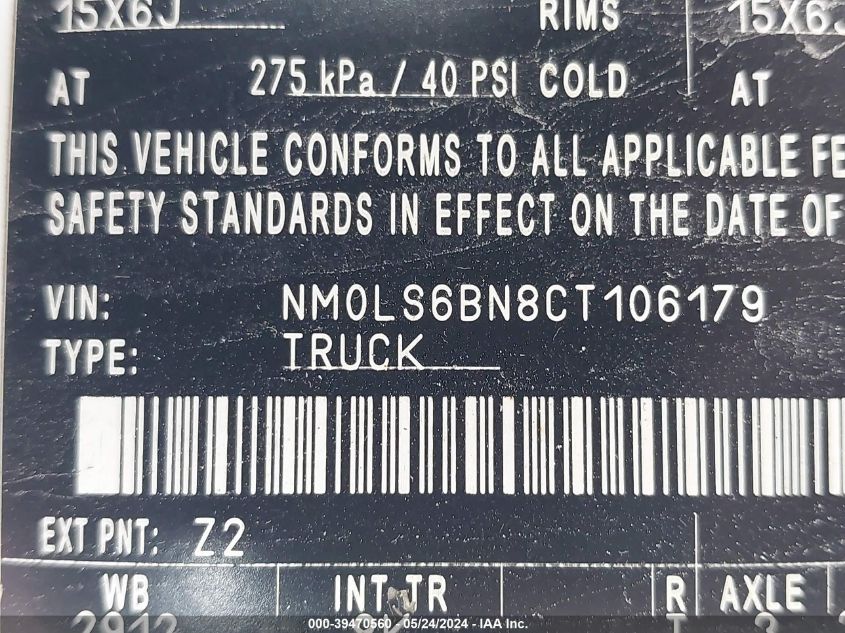 15X6J RIMS 15X6J
AT 275 kPa / 40 PSI COLD AT
THIS VEHICLE CONFORMS TO ALL APPLICABLE FE
SAFETY STANDARDS IN EFFECT ON THE DATE OF
VIN: NM0LS6BN8CT106179
TYPE: TRUCK
EXT PNT: Z2
WB INT TR R AXLE
2912
000-39470560 - 05/24/2024 - IAA Inc.